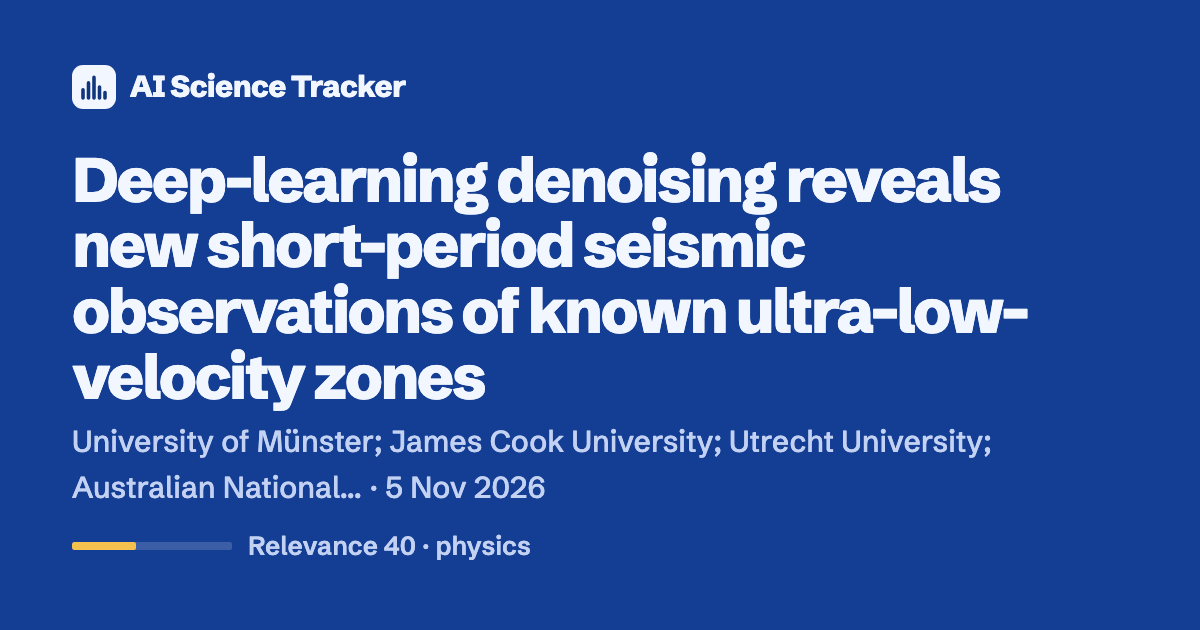 AI Science Tracker
Deep-learning denoising reveals
new short-period seismic
observations of known ultra-low-
velocity zones
University of Münster; James Cook University; Utrecht University;
Australian National... · 5 Nov 2026
Relevance 40 · physics